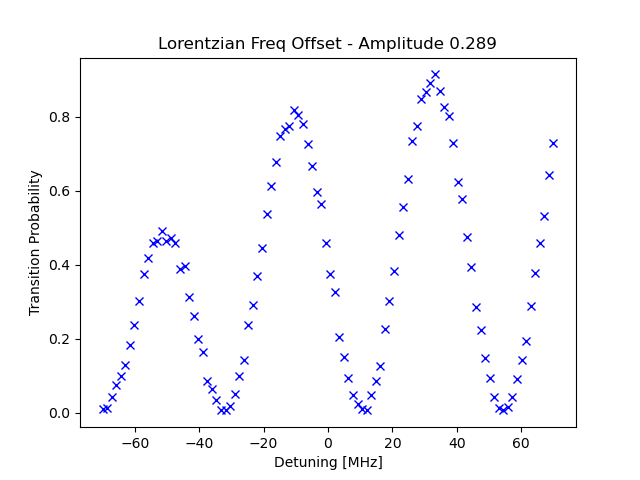 Lorentzian Freq Offset - Amplitude 0.289
Transition Probability
0.8
0.6
0.4
0.2
0.0
−60 −40 −20 0 20 40 60
Detuning [MHz]